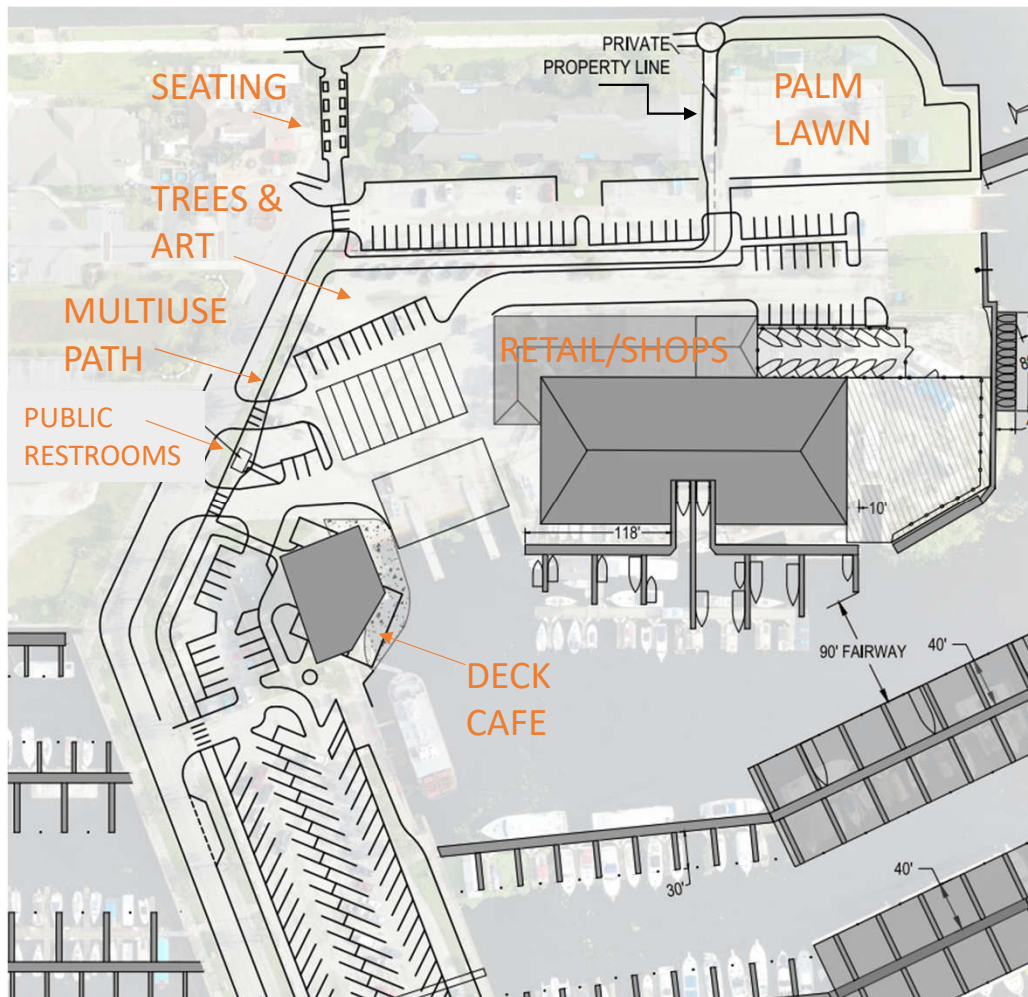 PRIVATE
PROPERTY LINE
SEATING
PALM
LAWN
TREES &
ART
MULTIUSE
PATH
RETAIL/SHOPS
PUBLIC
RESTROOMS
10'
118'
DECK
CAFE
90' FAIRWAY
40'
30'
40'